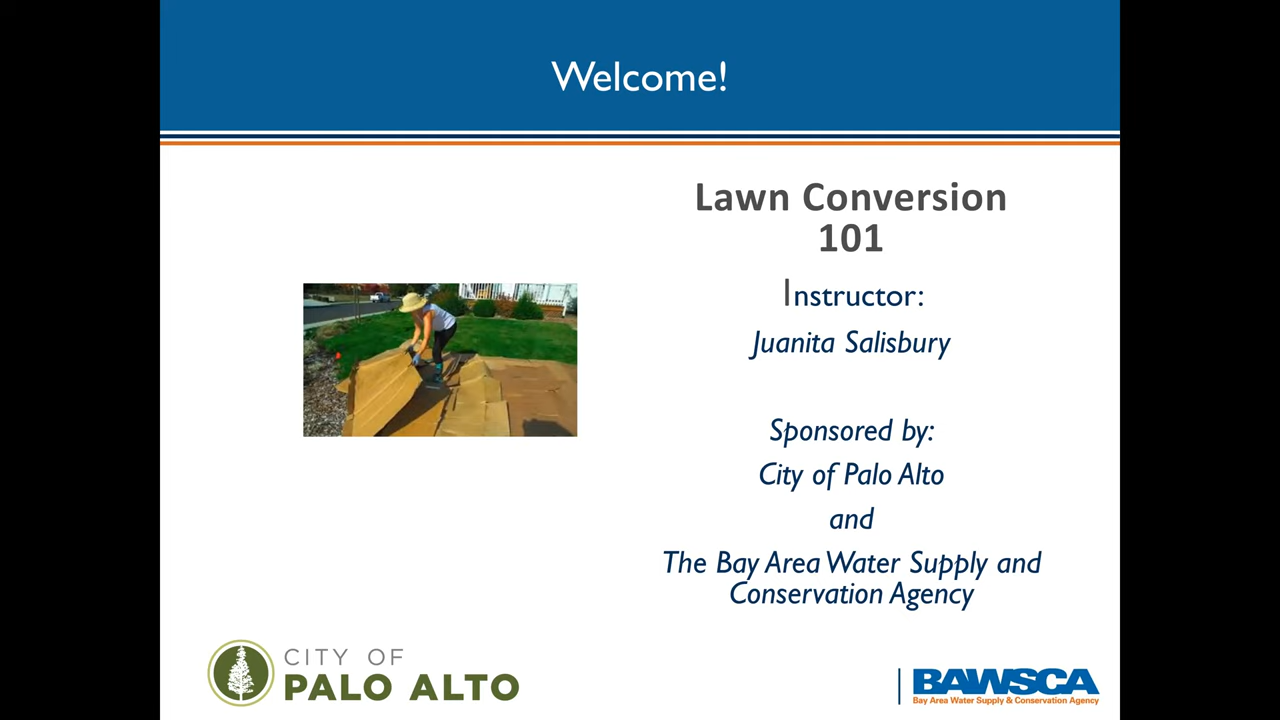 Welcome!
Lawn Conversion
101
Instructor:
Juanita Salisbury
Sponsored by:
City of Palo Alto
and
The Bay Area Water Supply and
Conservation Agency
CITY OF
PALO ALTO
BAWSCA
Bay Area Water Supply & Conservation Agency